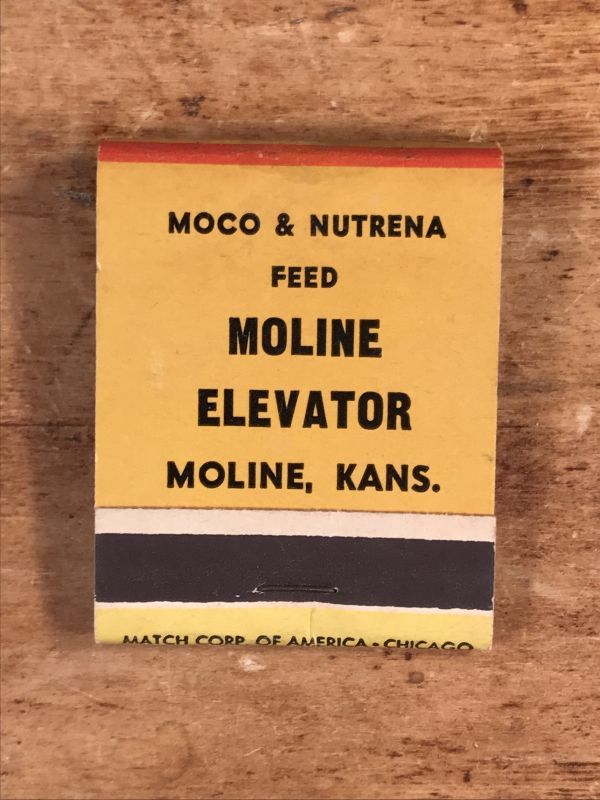 MOCO & NUTRENA
FEED
MOLINE
ELEVATOR
MOLINE, KANS.
MATCH CORP. OF AMERICA • CHICAGO